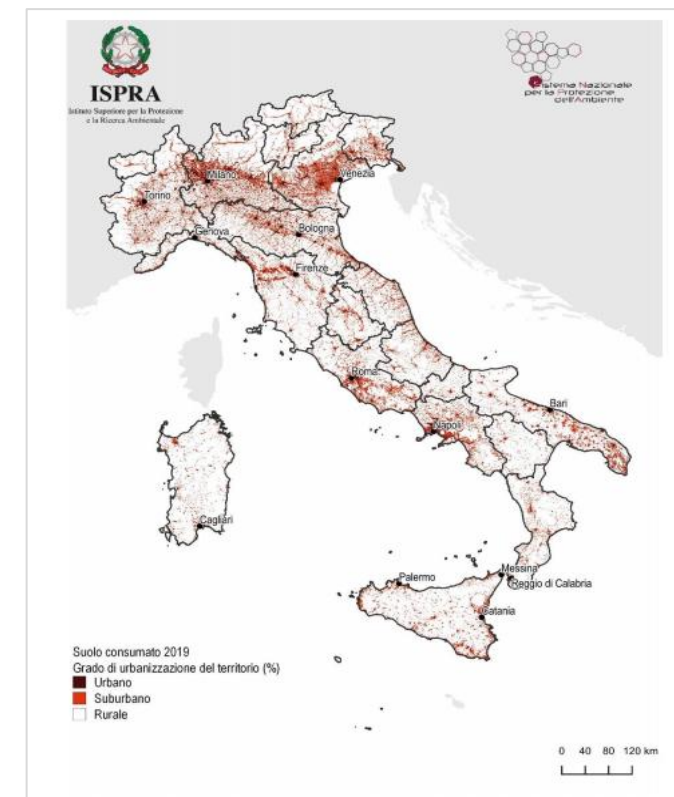 ISPRA
Istituto Superiore per la Protezione
e la Ricerca Ambientale
Sistema Nazionale
per la Protezione
dell'Ambiente
Milano
Venezia
Torino
Genova
Bologna
Firenze
Roma
Bari
Napoli
Cagliari
Messina
Palermo
Reggio di Calabria
Catania
Suolo consumato 2019
Grado di urbanizzazione del territorio (%)
Urbano
Suburbano
Rurale
0 40 80 120 km